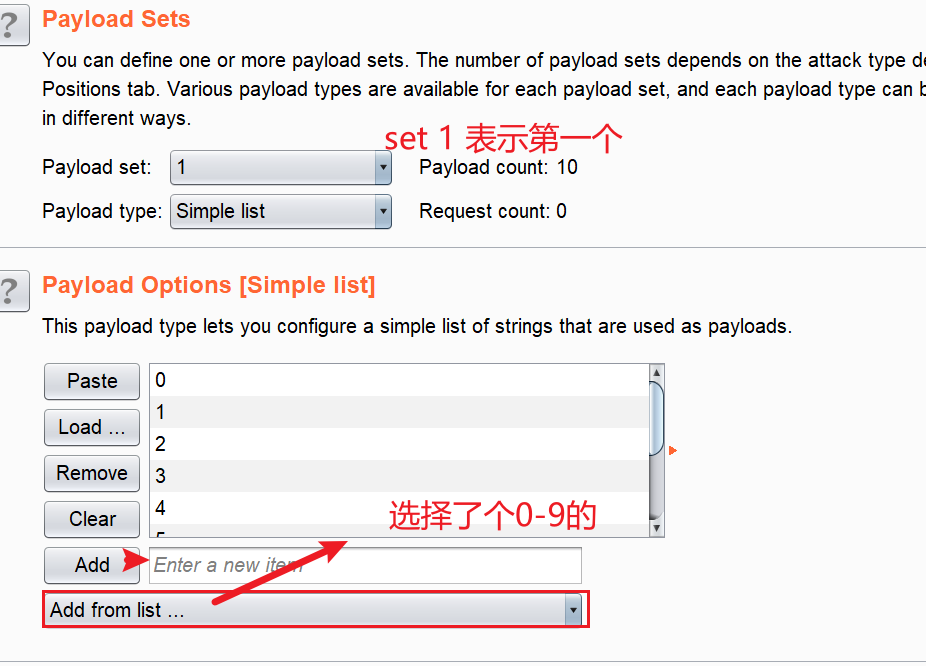 ?
Payload Sets
You can define one or more payload sets. The number of payload sets depends on the attack type de
Positions tab. Various payload types are available for each payload set, and each payload type can b
in different ways.
set 1 表示第一个
Payload set: 1 Payload count: 10
Payload type: Simple list Request count: 0
?
Payload Options [Simple list]
This payload type lets you configure a simple list of strings that are used as payloads.
Paste 0
1
Load ... 2
Remove 3
4
Clear 选择了个0-9的
Add Enter a new item
Add from list ...